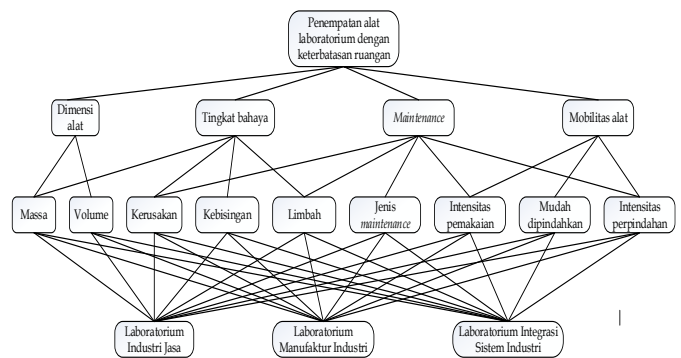 Penempatan alat
laboratorium dengan
keterbatasan ruangan
Dimensi
alat
Tingkat bahaya
Maintenance
Mobilitas alat
Massa
Volume
Kerusakan
Kebisingan
Limbah
Jenis
maintenance
Intensitas
pemakaian
Mudah
dipindahkan
Intensitas
perpindahan
Laboratorium
Industri Jasa
Laboratorium
Manufaktur Industri
Laboratorium Integrasi
Sistem Industri